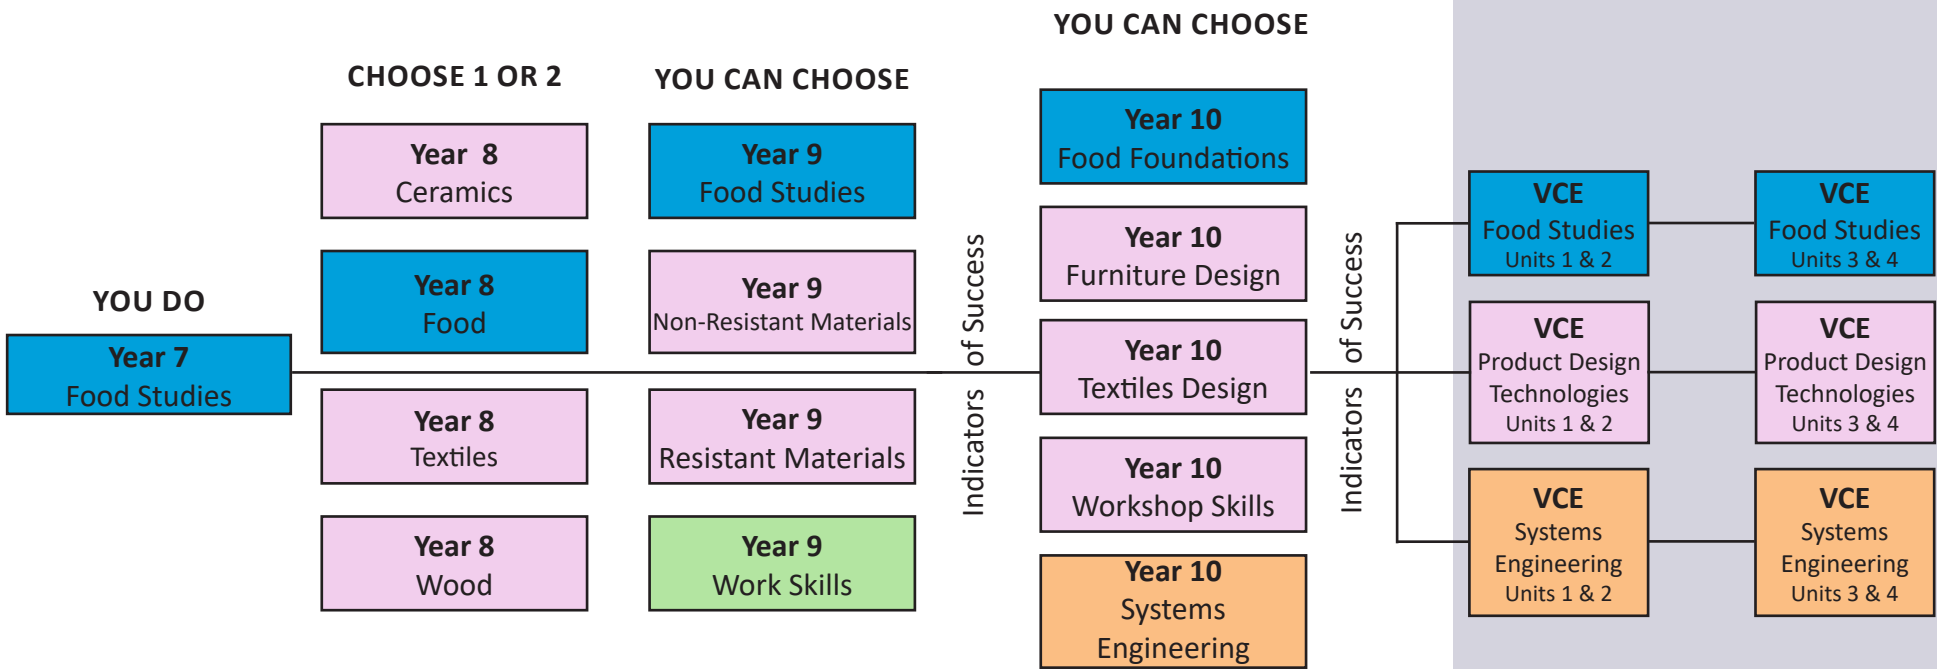 YOU DO
Year 7
Food Studies
CHOOSE 1 OR 2
Year 8
Ceramics
Year 8
Food
Year 8
Textiles
Year 8
Wood
YOU CAN CHOOSE
Year 9
Food Studies
Year 9
Non-Resistant Materials
Year 9
Resistant Materials
Year 9
Work Skills
Indicators of Success
YOU CAN CHOOSE
Year 10
Food Foundations
Year 10
Furniture Design
Year 10
Textiles Design
Year 10
Workshop Skills
Year 10
Systems
Engineering
Indicators of Success
VCE
Food Studies
Units 1 & 2
VCE
Product Design
Technologies
Units 1 & 2
VCE
Systems
Engineering
Units 1 & 2
VCE
Food Studies
Units 3 & 4
VCE
Product Design
Technologies
Units 3 & 4
VCE
Systems
Engineering
Units 3 & 4